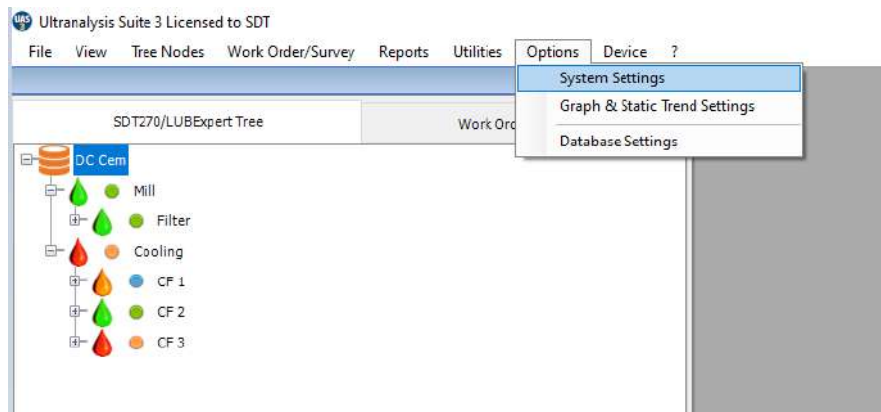 UAS
3
Ultranalysis Suite 3 Licensed to SDT
File View Tree Nodes Work Order/Survey Reports Utilities Options Device ?
System Settings
Graph & Static Trend Settings
Database Settings
SDT270/LUBExpert Tree
DC Cem
Mill
Filter
Cooling
CF 1
CF 2
CF 3